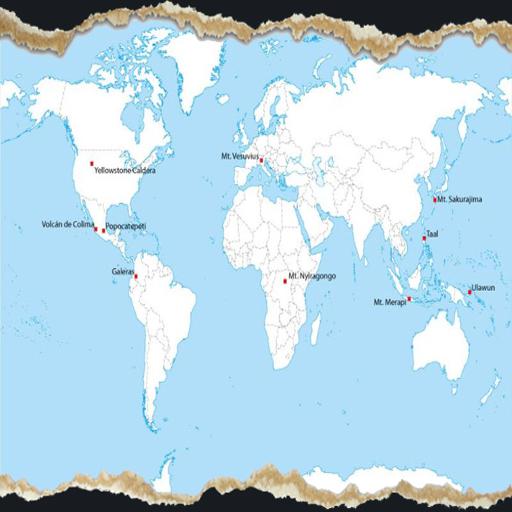 Mt. Vesuvius
Yellowstone Caldera
Mt. Sakurajima
Volcán de Colima
Popocatepetl
Taal
Galeras
Mt. Nyiragongo
Ulawun
Mt. Merapi